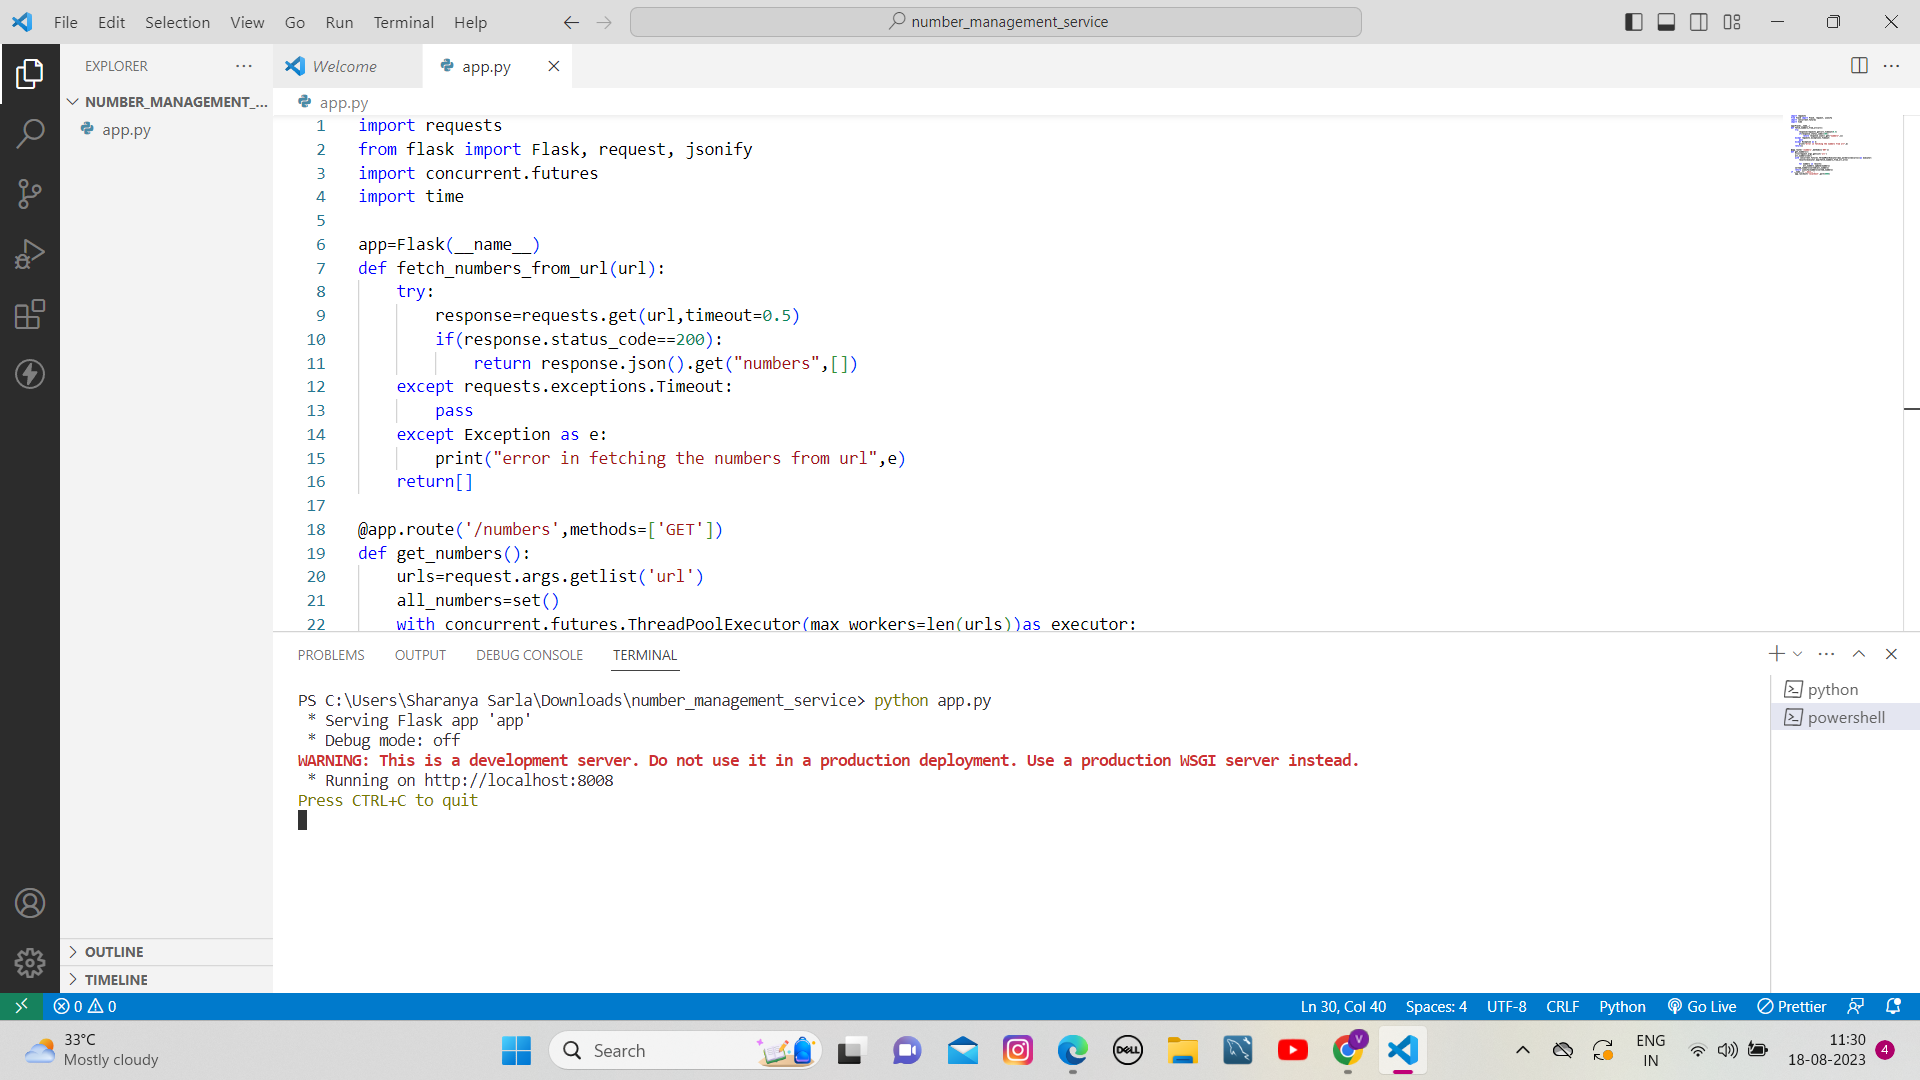 File Edit Selection View Go Run Terminal Help
number_management_service
EXPLORER
Welcome
app.py
NUMBER_MANAGEMENT_...
app.py
app.py
1 import requests
2 from flask import Flask, request, jsonify
3 import concurrent.futures
4 import time
5
6 app=Flask(__name__)
7 def fetch_numbers_from_url(url):
8 try:
9 response=requests.get(url,timeout=0.5)
10 if(response.status_code==200):
11 return response.json().get("numbers",[])
12 except requests.exceptions.Timeout:
13 pass
14 except Exception as e:
15 print("error in fetching the numbers from url",e)
16 return[]
17
18 @app.route('/numbers',methods=['GET'])
19 def get_numbers():
20 urls=request.args.getlist('url')
21 all_numbers=set()
22 with concurrent.futures.ThreadPoolExecutor(max_workers=len(urls))as executor:
PROBLEMS OUTPUT DEBUG CONSOLE TERMINAL
PS C:\Users\Sharanya Sarla\Downloads\number_management_service> python app.py
* Serving Flask app 'app'
* Debug mode: off
WARNING: This is a development server. Do not use it in a production deployment. Use a production WSGI server instead.
* Running on http://localhost:8008
Press CTRL+C to quit
python
powershell
OUTLINE
TIMELINE
0 0
Ln 30, Col 40 Spaces: 4 UTF-8 CRLF Python Go Live Prettier
33°C
Mostly cloudy
Search
DELL
V
ENG
IN
11:30
18-08-2023
4